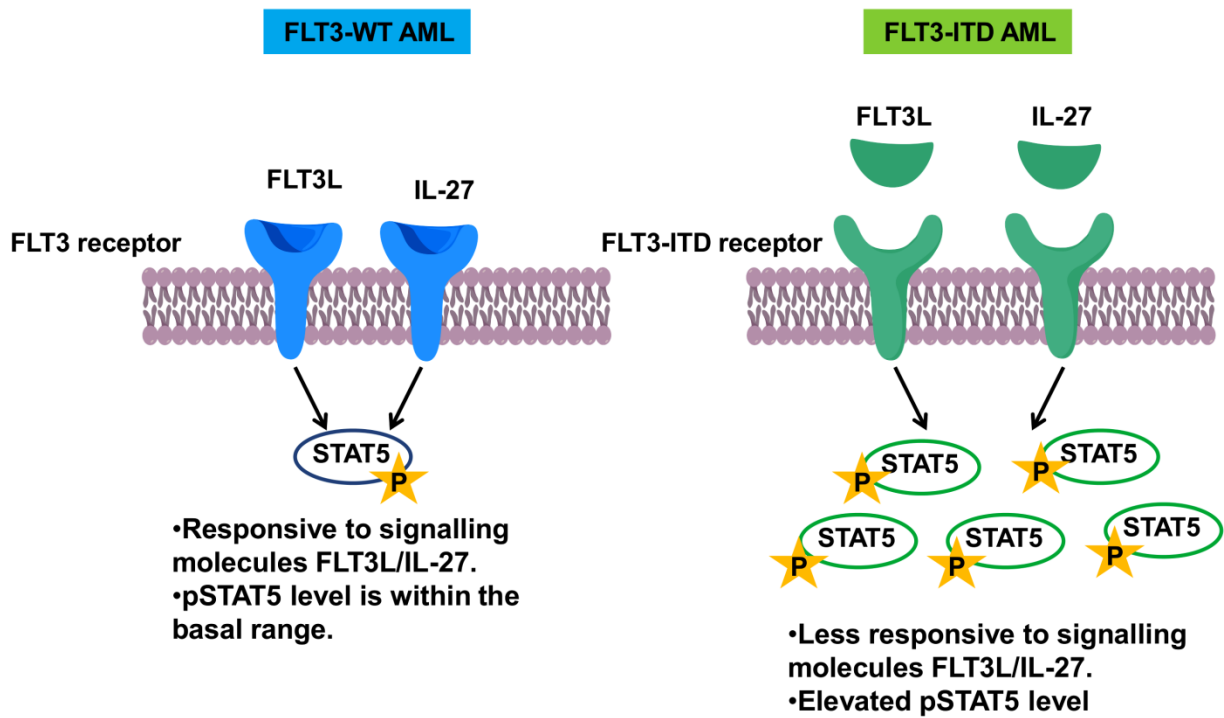 FLT3-WT AML
FLT3L
IL-27
FLT3 receptor
STAT5
P
•Responsive to signalling
molecules FLT3L/IL-27.
•pSTAT5 level is within the
basal range.
FLT3-ITD AML
FLT3L
IL-27
FLT3-ITD receptor
STAT5
P
STAT5
P
STAT5
P
STAT5
P
STAT5
P
•Less responsive to signalling
molecules FLT3L/IL-27.
•Elevated pSTAT5 level